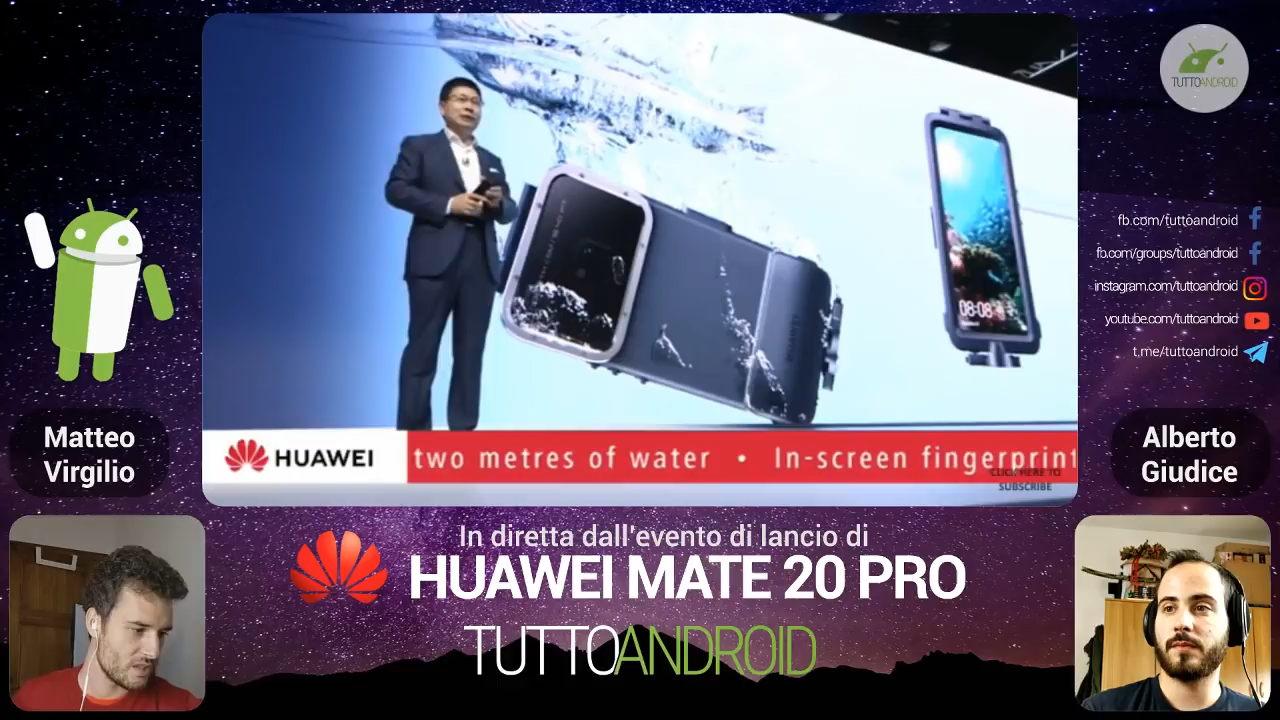 TUTTOANDROID
fb.com/tuttoandroid
fb.com/groups/tuttoandroid
instagram.com/tuttoandroid
youtube.com/tuttoandroid
t.me/tuttoandroid
08:08
HUAWEI
two metres of water • In-screen fingerprint
CLICK HERE TO
SUBSCRIBE
Matteo
Virgilio
Alberto
Giudice
In diretta dall'evento di lancio di
HUAWEI MATE 20 PRO
TUTTOANDROID